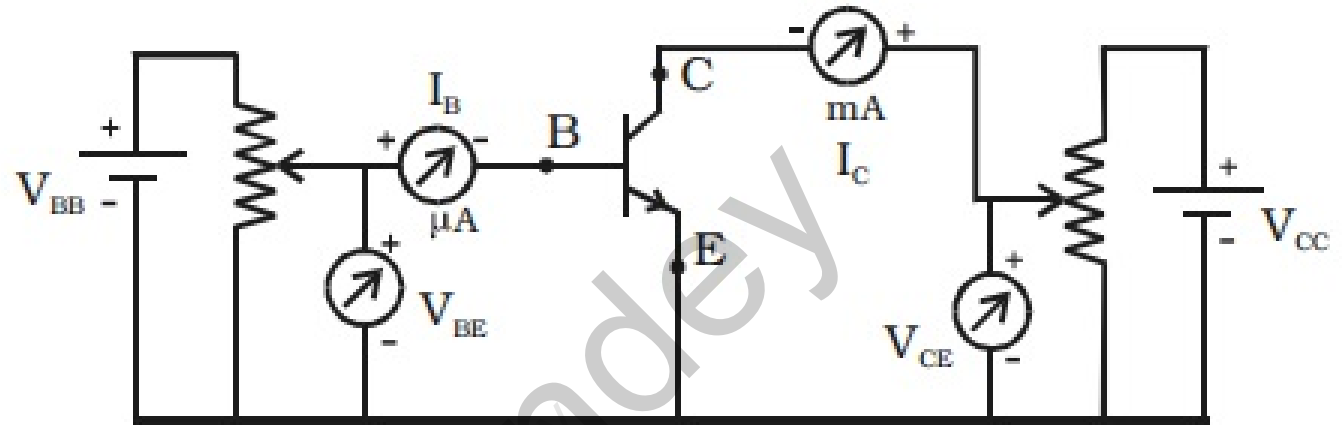 I_B
+ -
μA
B
C
- +
mA
I_C
+
V_BB -
+
V_BE
-
E
+
V_CE
-
+
V_CC
-